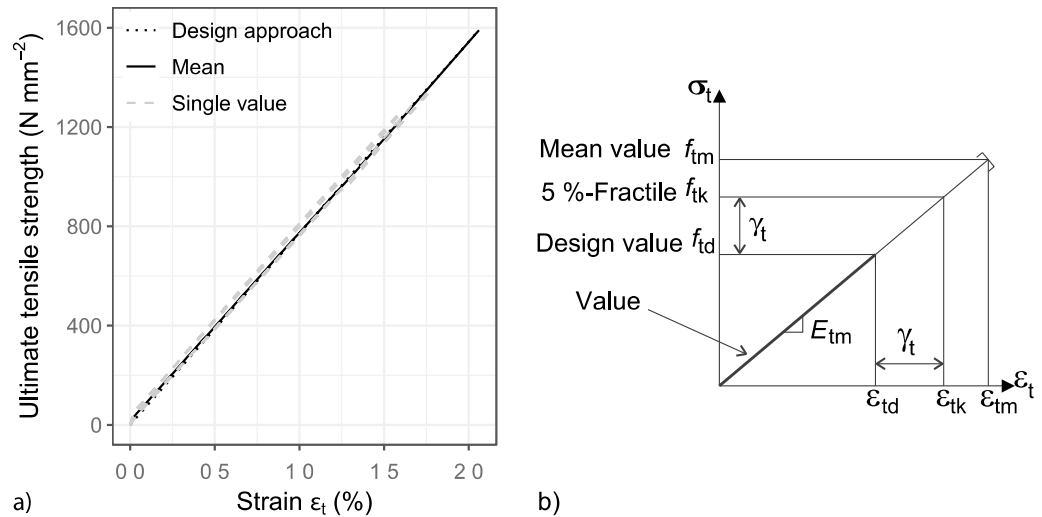 1600
1200
800
400
0
Ultimate tensile strength (N mm⁻²)
Design approach
Mean
Single value
0 0
0 5
1 0
1 5
2 0
Strain εt (%)
a)
σt
Mean value ftm
5 %-Fractile ftk
γt
Design value ftd
Value
Etm
γt
εt
εtd
εtk
εtm
b)